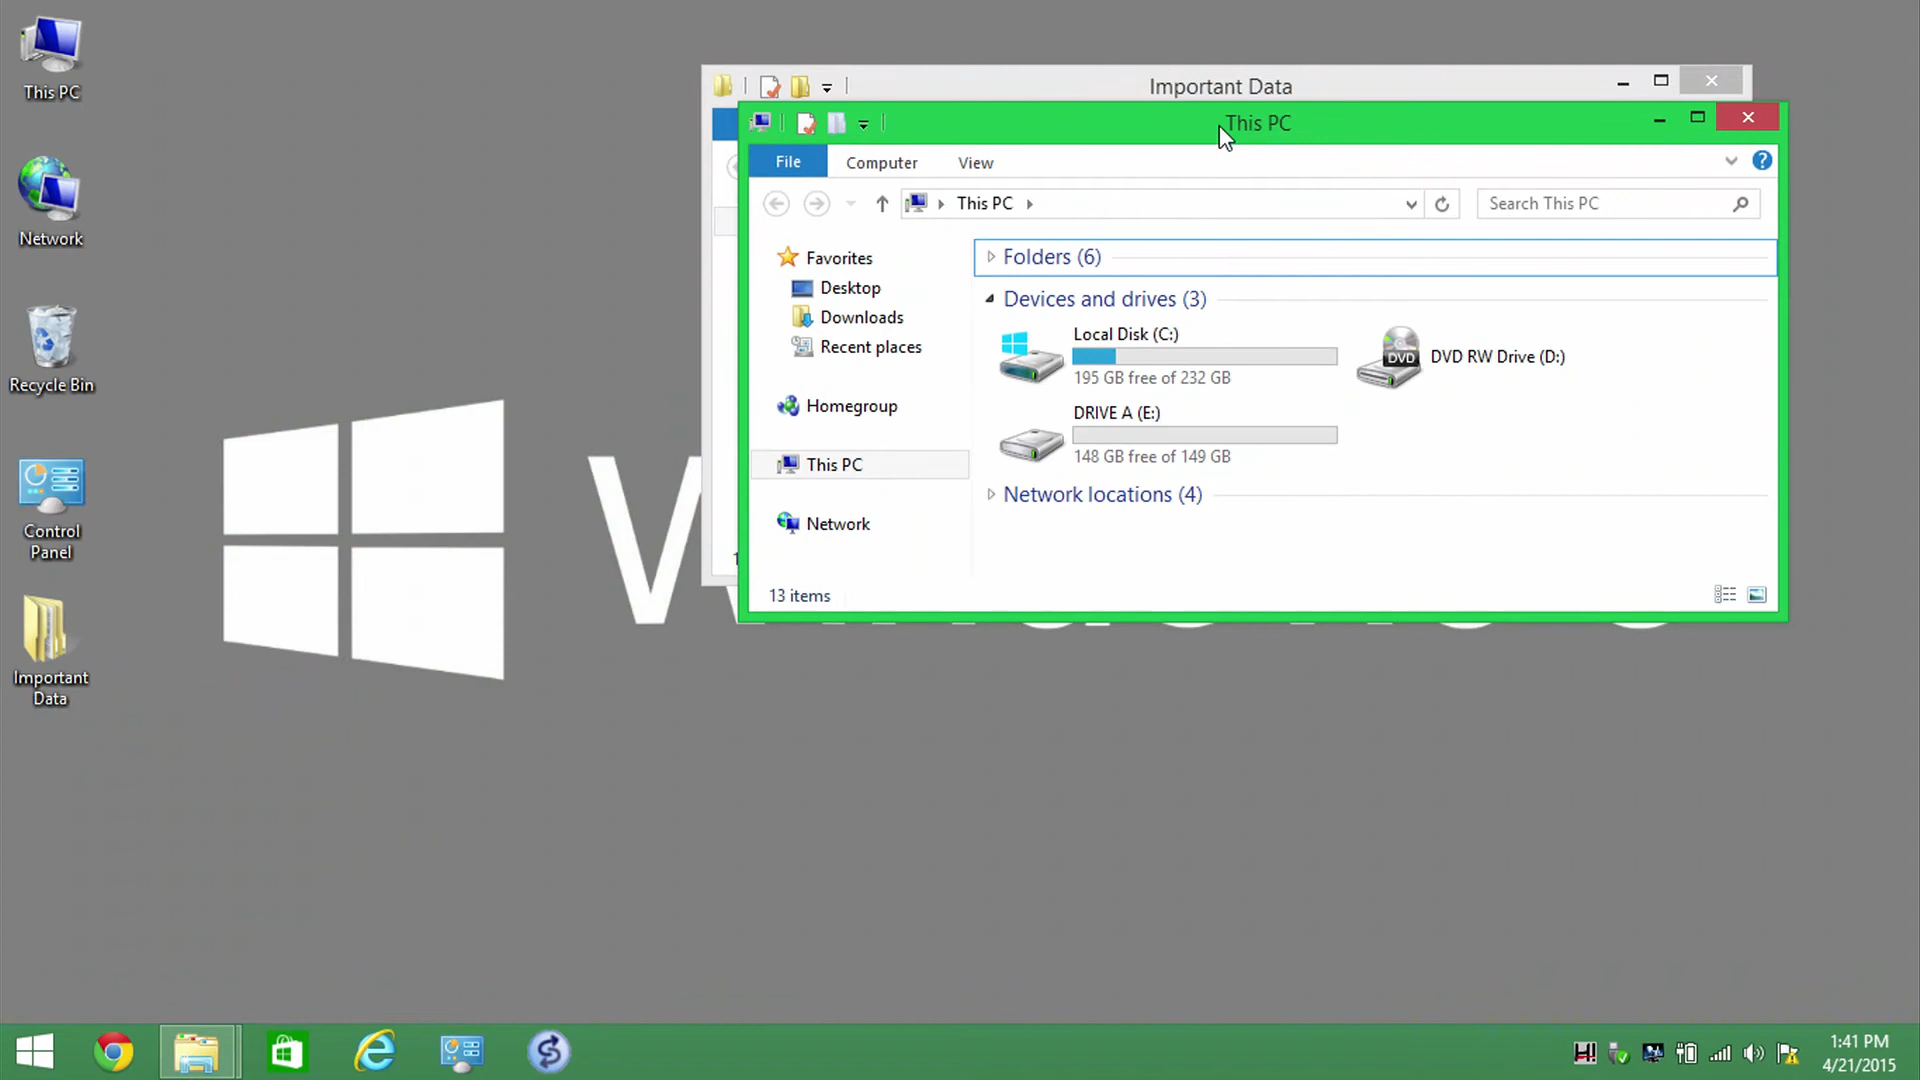 This PC
Network
Recycle Bin
Control
Panel
Important
Data
Important Data
This PC
File
Computer
View
This PC
Search This PC
Favorites
Desktop
Downloads
Recent places
Homegroup
This PC
Network
Folders (6)
Devices and drives (3)
Local Disk (C:)
195 GB free of 232 GB
DVD
DVD RW Drive (D:)
DRIVE A (E:)
148 GB free of 149 GB
Network locations (4)
13 items
1:41 PM
4/21/2015